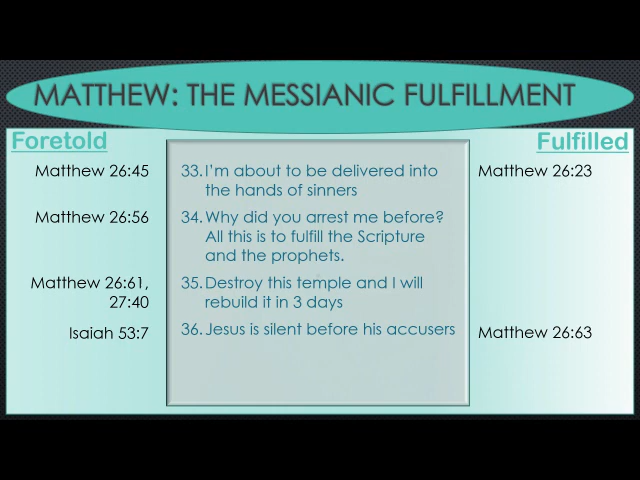 MATTHEW: THE MESSIANIC FULFILLMENT
Foretold
Fulfilled
Matthew 26:45
33. I'm about to be delivered into
the hands of sinners
Matthew 26:23
Matthew 26:56
34. Why did you arrest me before?
All this is to fulfill the Scripture
and the prophets.
Matthew 26:61,
27:40
35. Destroy this temple and I will
rebuild it in 3 days
Isaiah 53:7
36. Jesus is silent before his accusers
Matthew 26:63